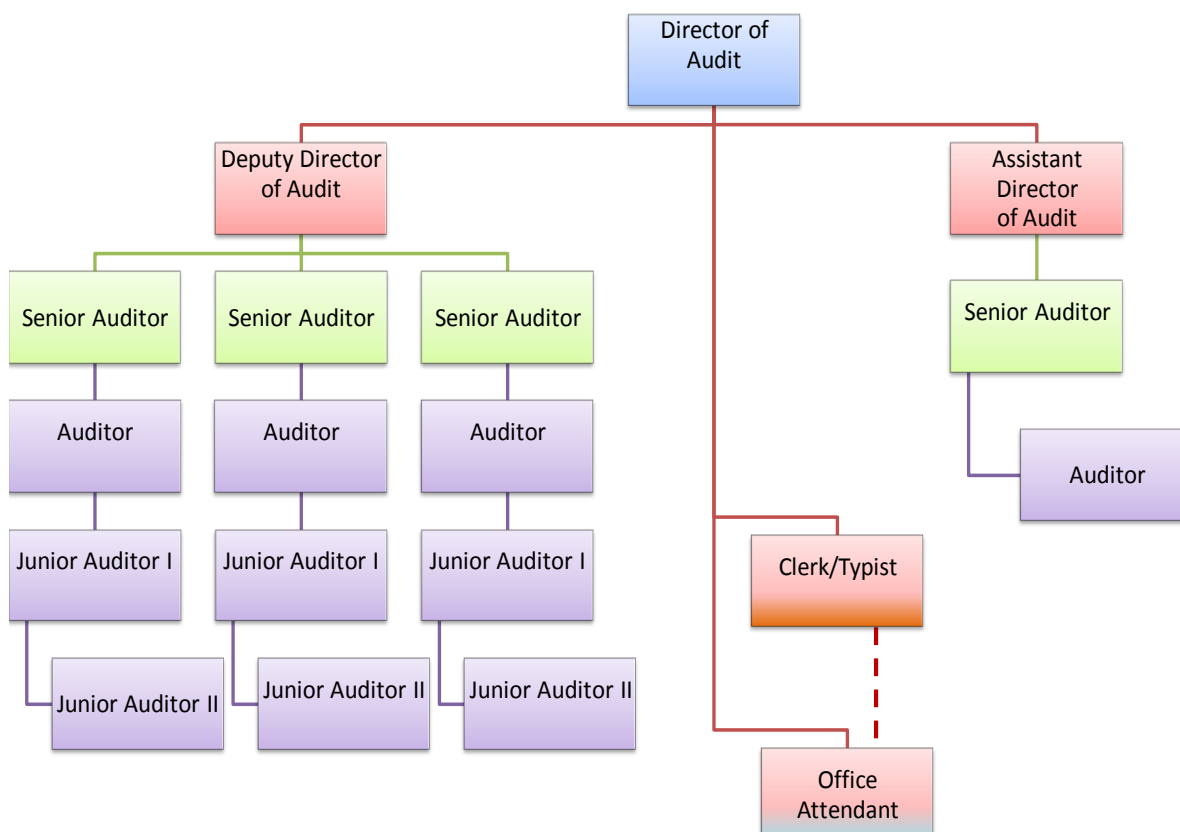 Director of
Audit
Deputy Director
of Audit
Assistant
Director
of Audit
Senior Auditor
Senior Auditor
Senior Auditor
Senior Auditor
Auditor
Auditor
Auditor
Auditor
Junior Auditor I
Junior Auditor I
Junior Auditor I
Clerk/Typist
Junior Auditor II
Junior Auditor II
Junior Auditor II
Office
Attendant